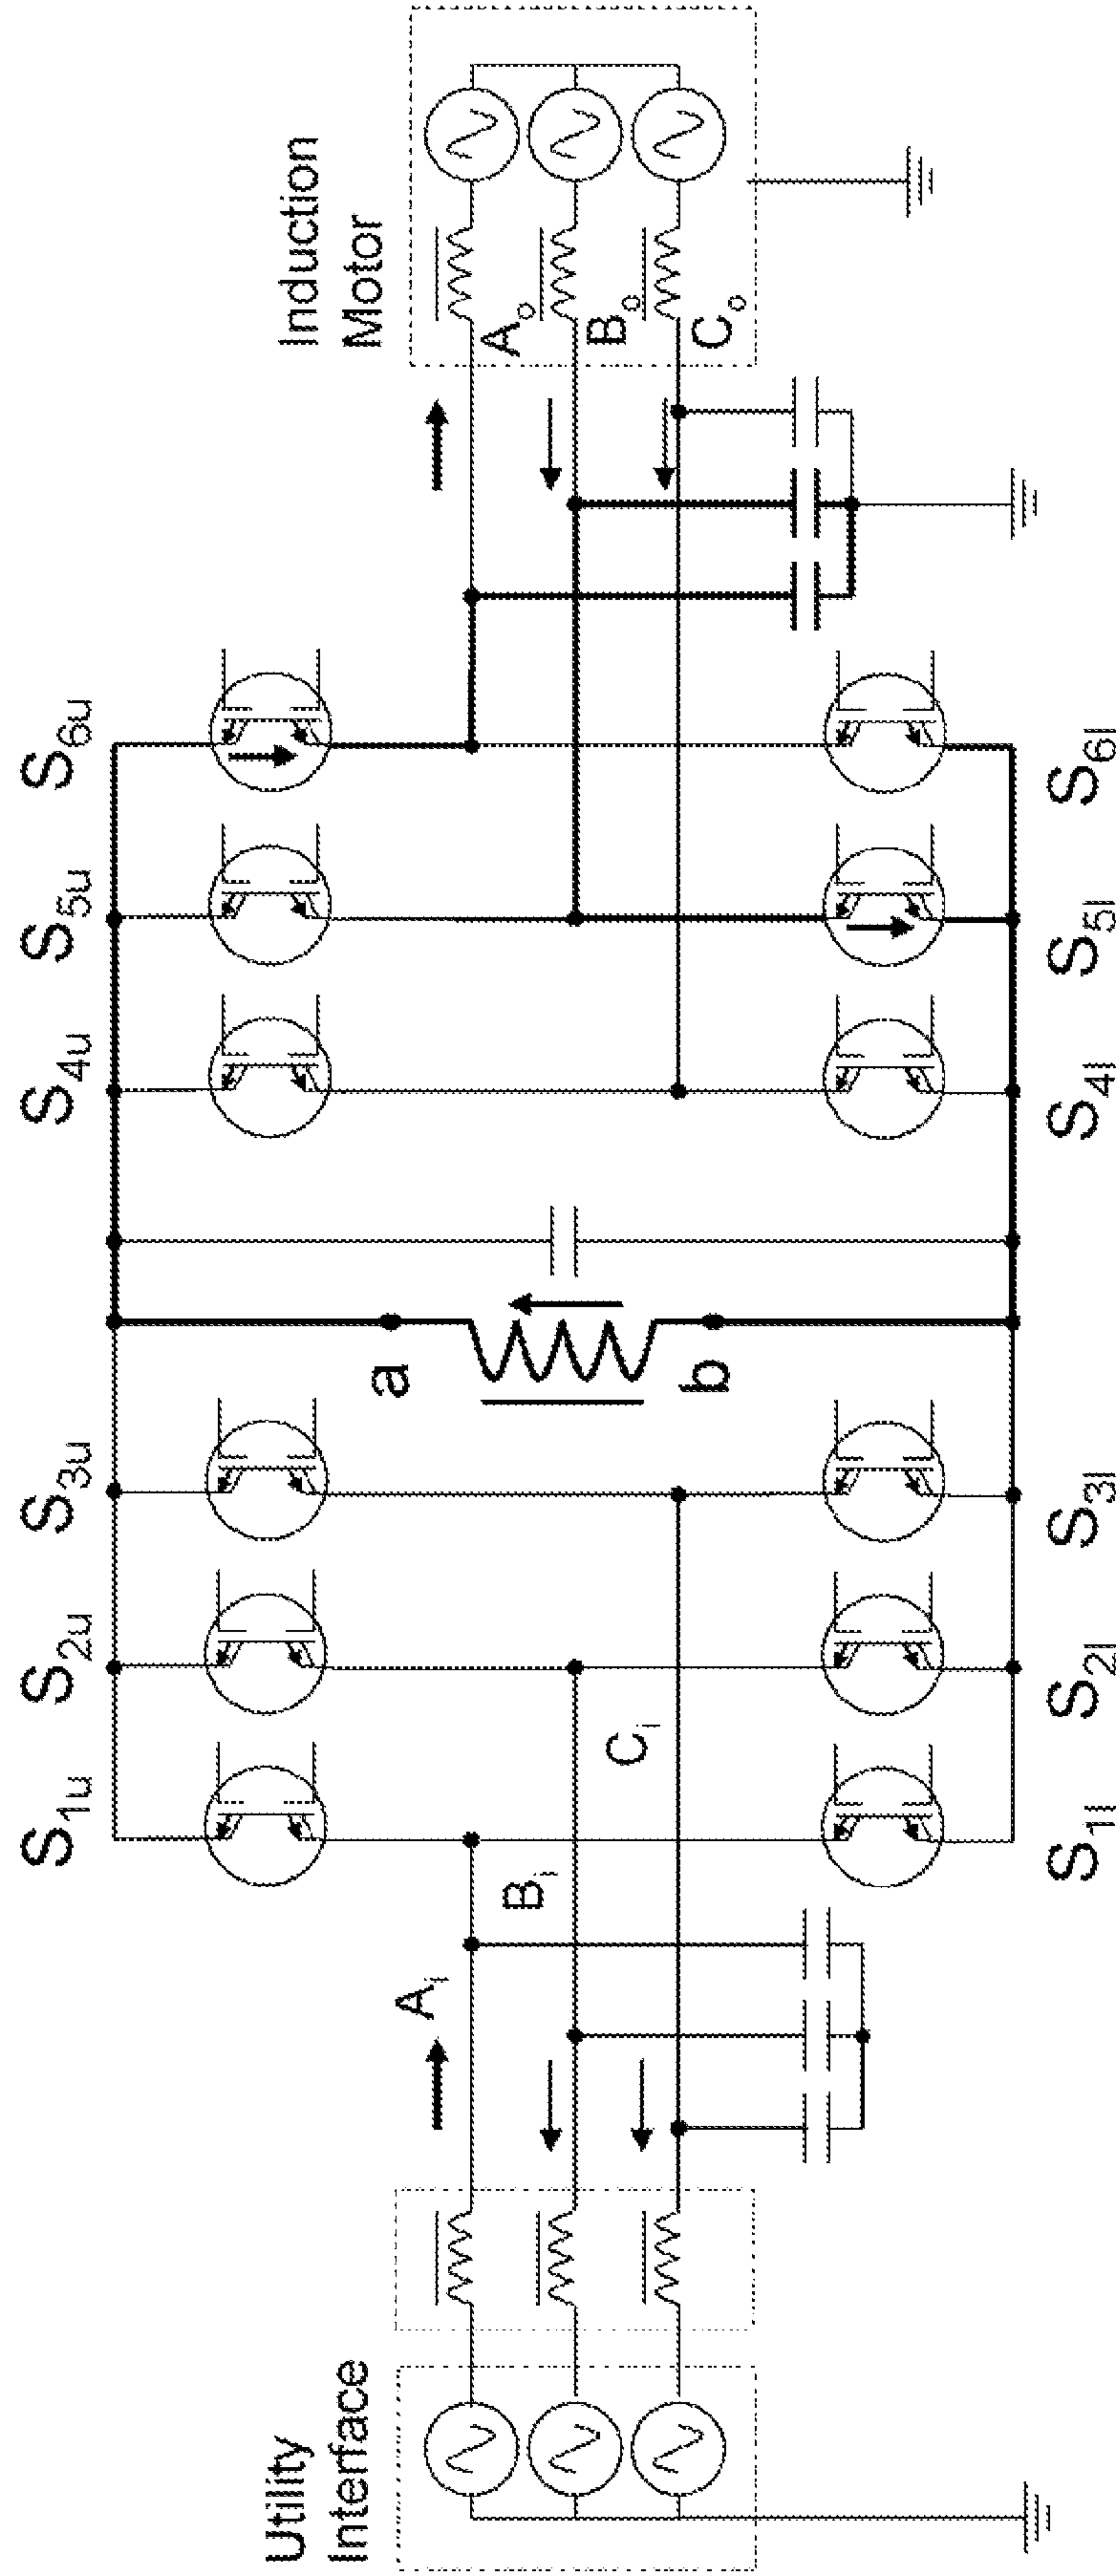 S1u
S2u
S3u
S4u
S5u
S6u
Utility
Interface
Induction
Motor
Ai
Bi
Ci
a
b
Ao
Bo
Co
S1l
S2l
S3l
S4l
S5l
S6l